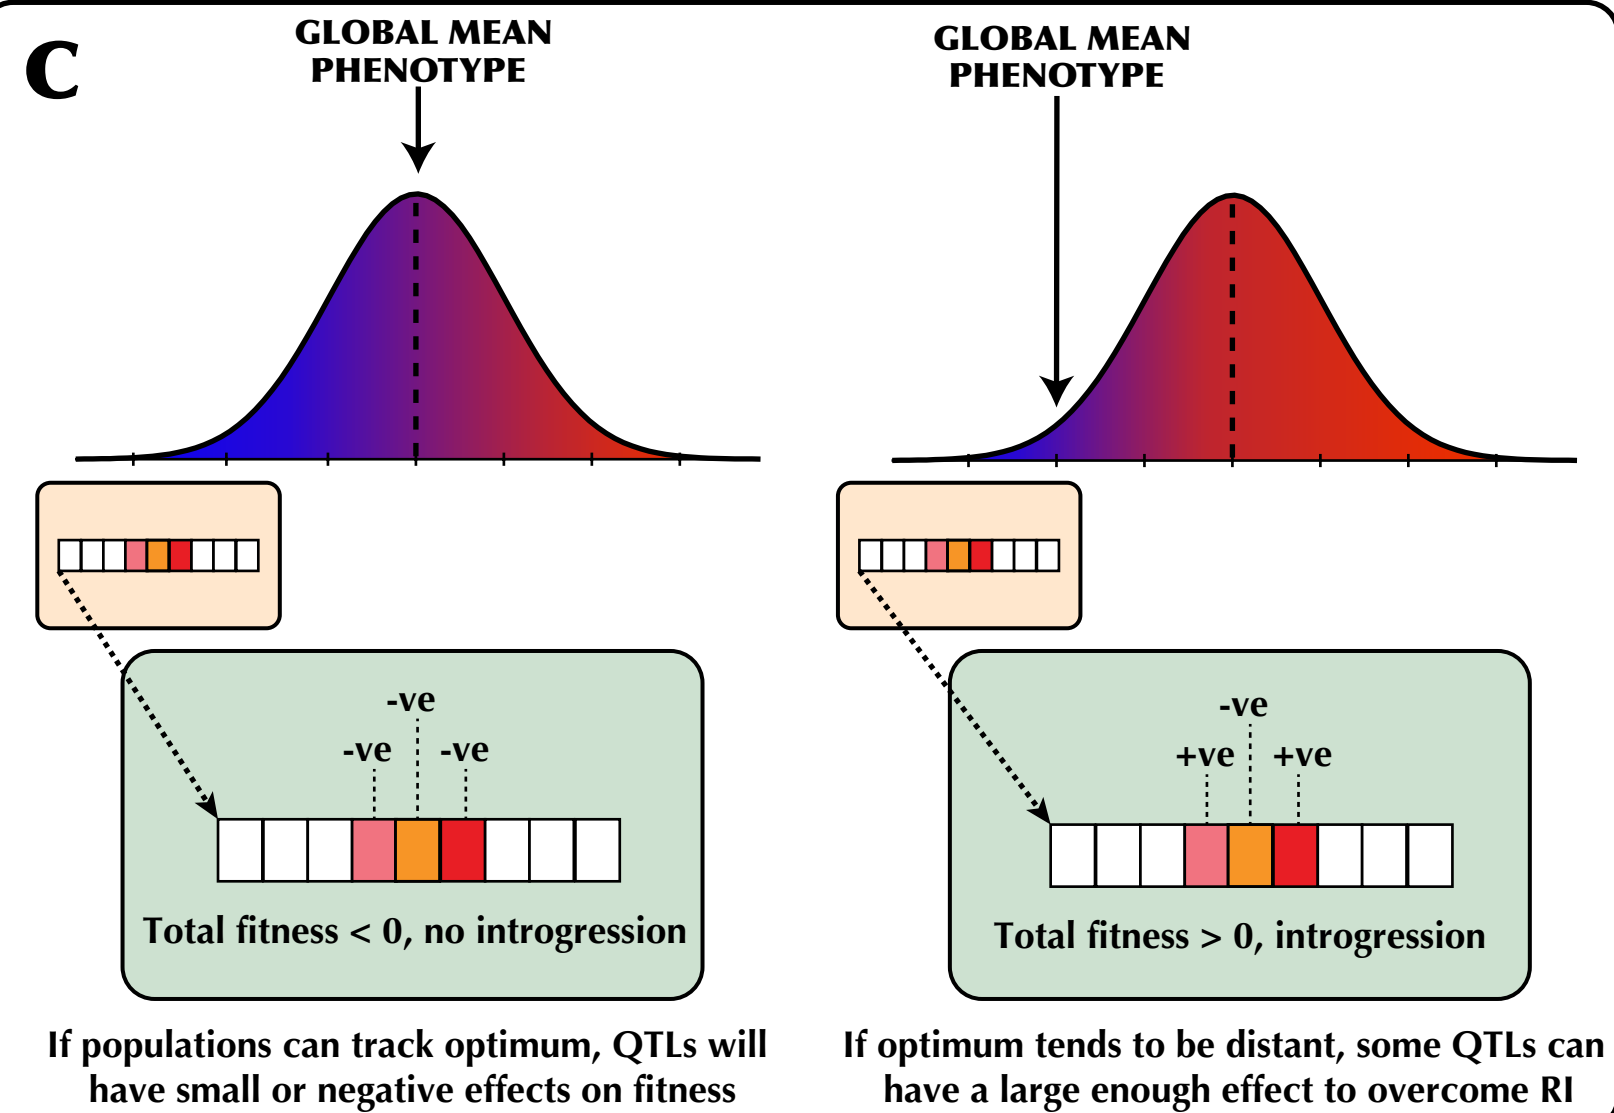 c
GLOBAL MEAN
PHENOTYPE
-ve
-ve -ve
Total fitness < 0, no introgression
If populations can track optimum, QTLs will
have small or negative effects on fitness
GLOBAL MEAN
PHENOTYPE
-ve
+ve +ve
Total fitness > 0, introgression
If optimum tends to be distant, some QTLs can
have a large enough effect to overcome RI